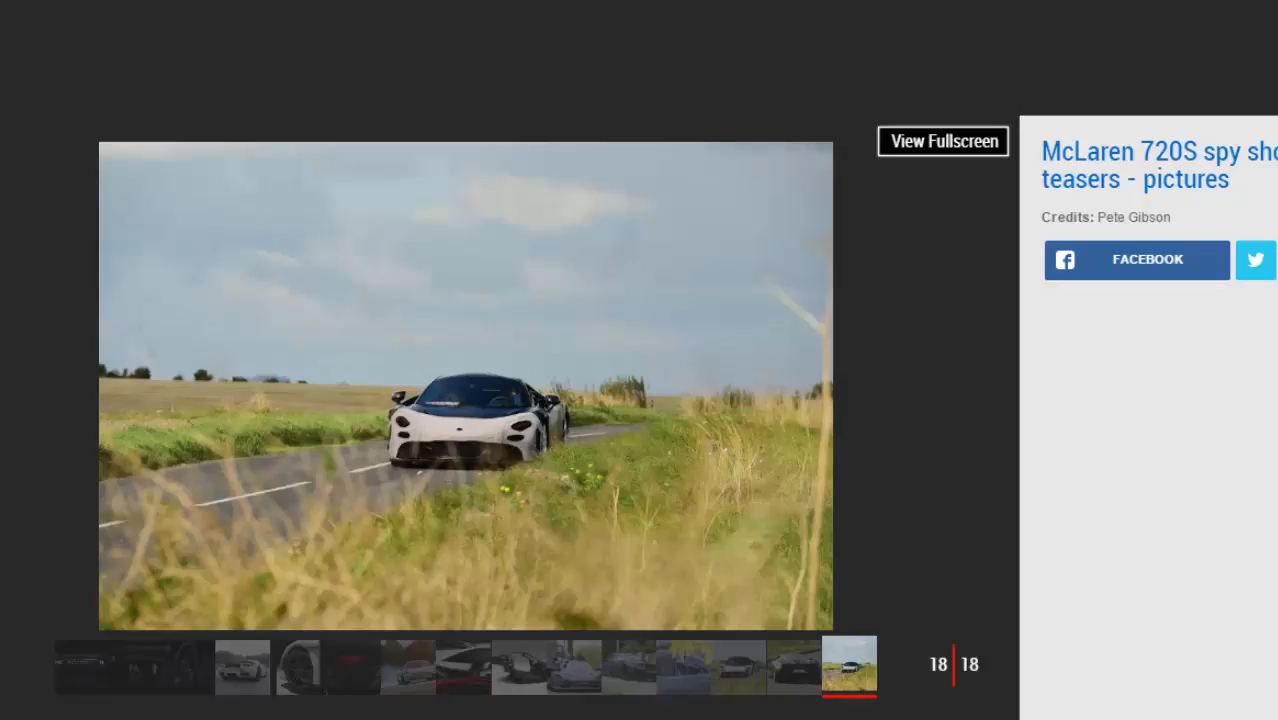 View Fullscreen
McLaren 720S spy sho
teasers - pictures
Credits: Pete Gibson
FACEBOOK
18 18